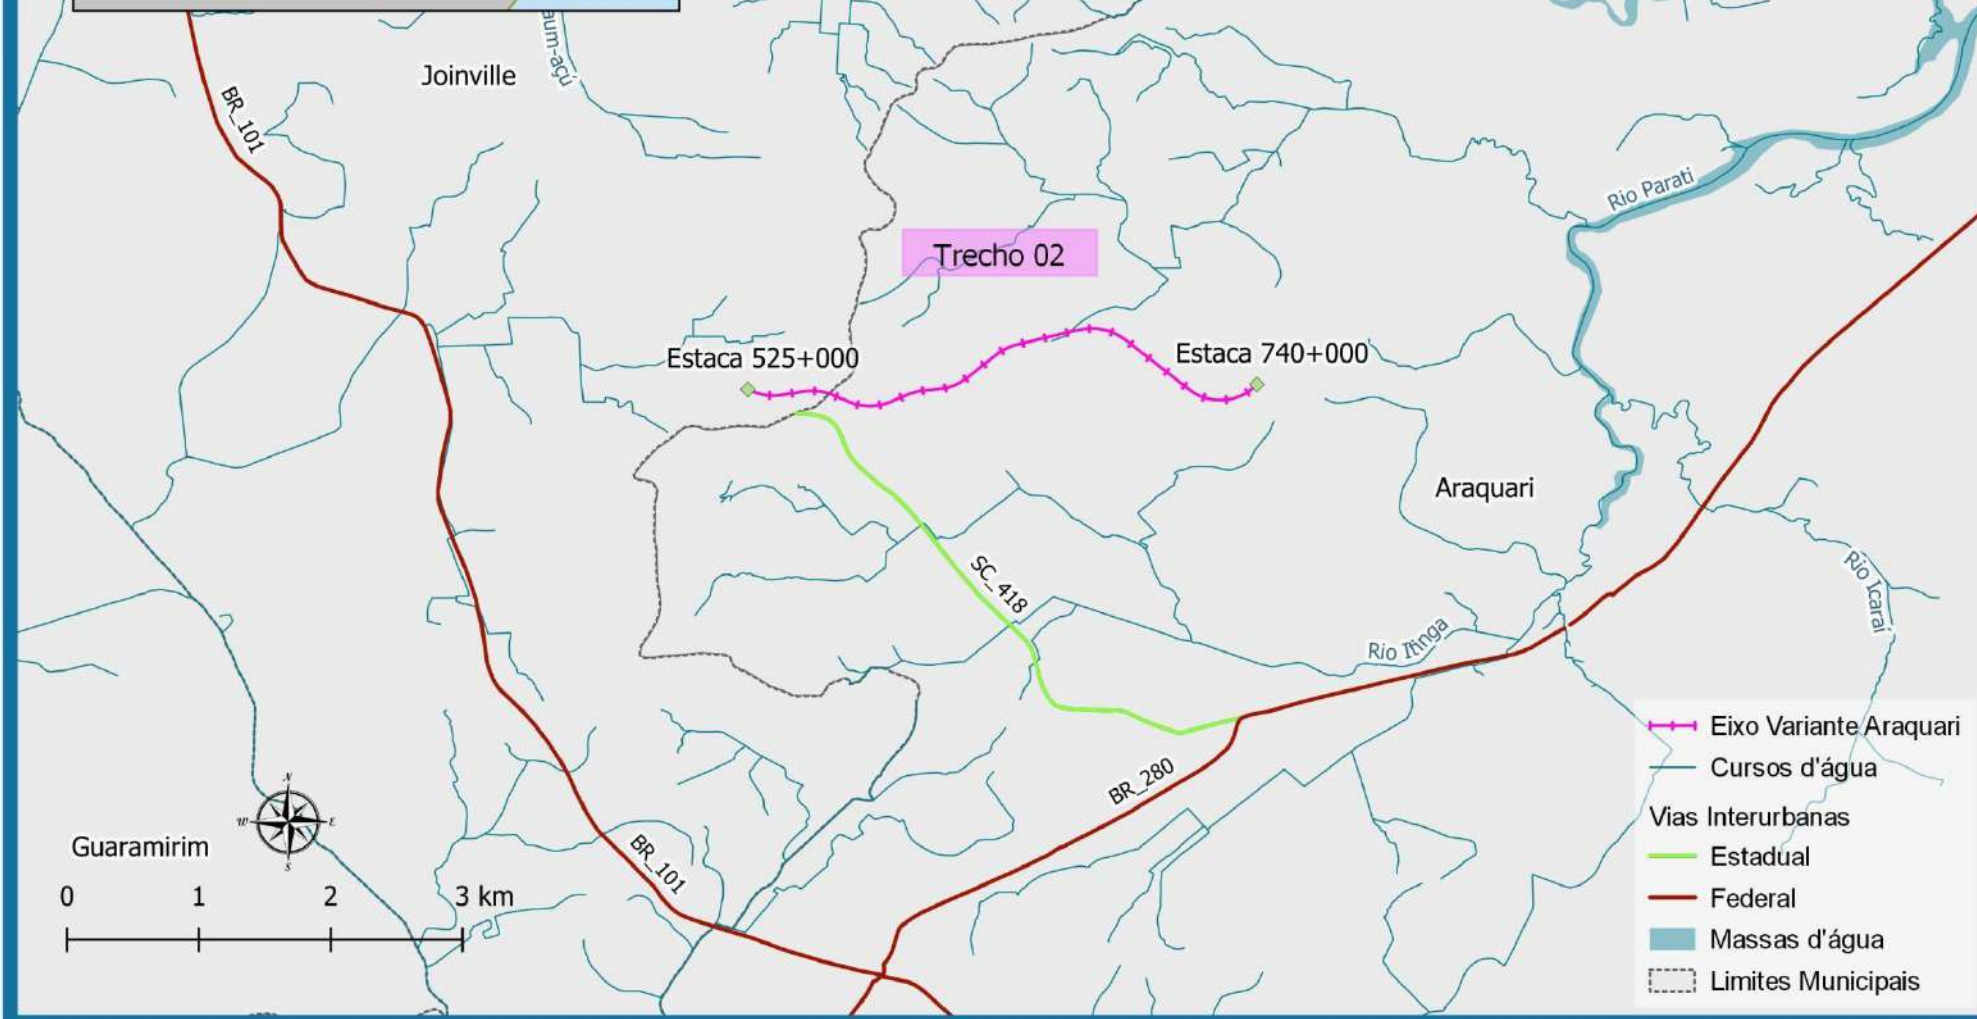 Joinville
BR_101
Rio Parati
Trecho 02
Estaca 525+000
Estaca 740+000
Araquari
SC_418
Rio Icaraí
Rio Itinga
BR_280
BR_101
Guaramirim
N
W
E
S
0 1 2 3 km
Eixo Variante Araquari
Cursos d'água
Vias Interurbanas
Estadual
Federal
Massas d'água
Limites Municipais